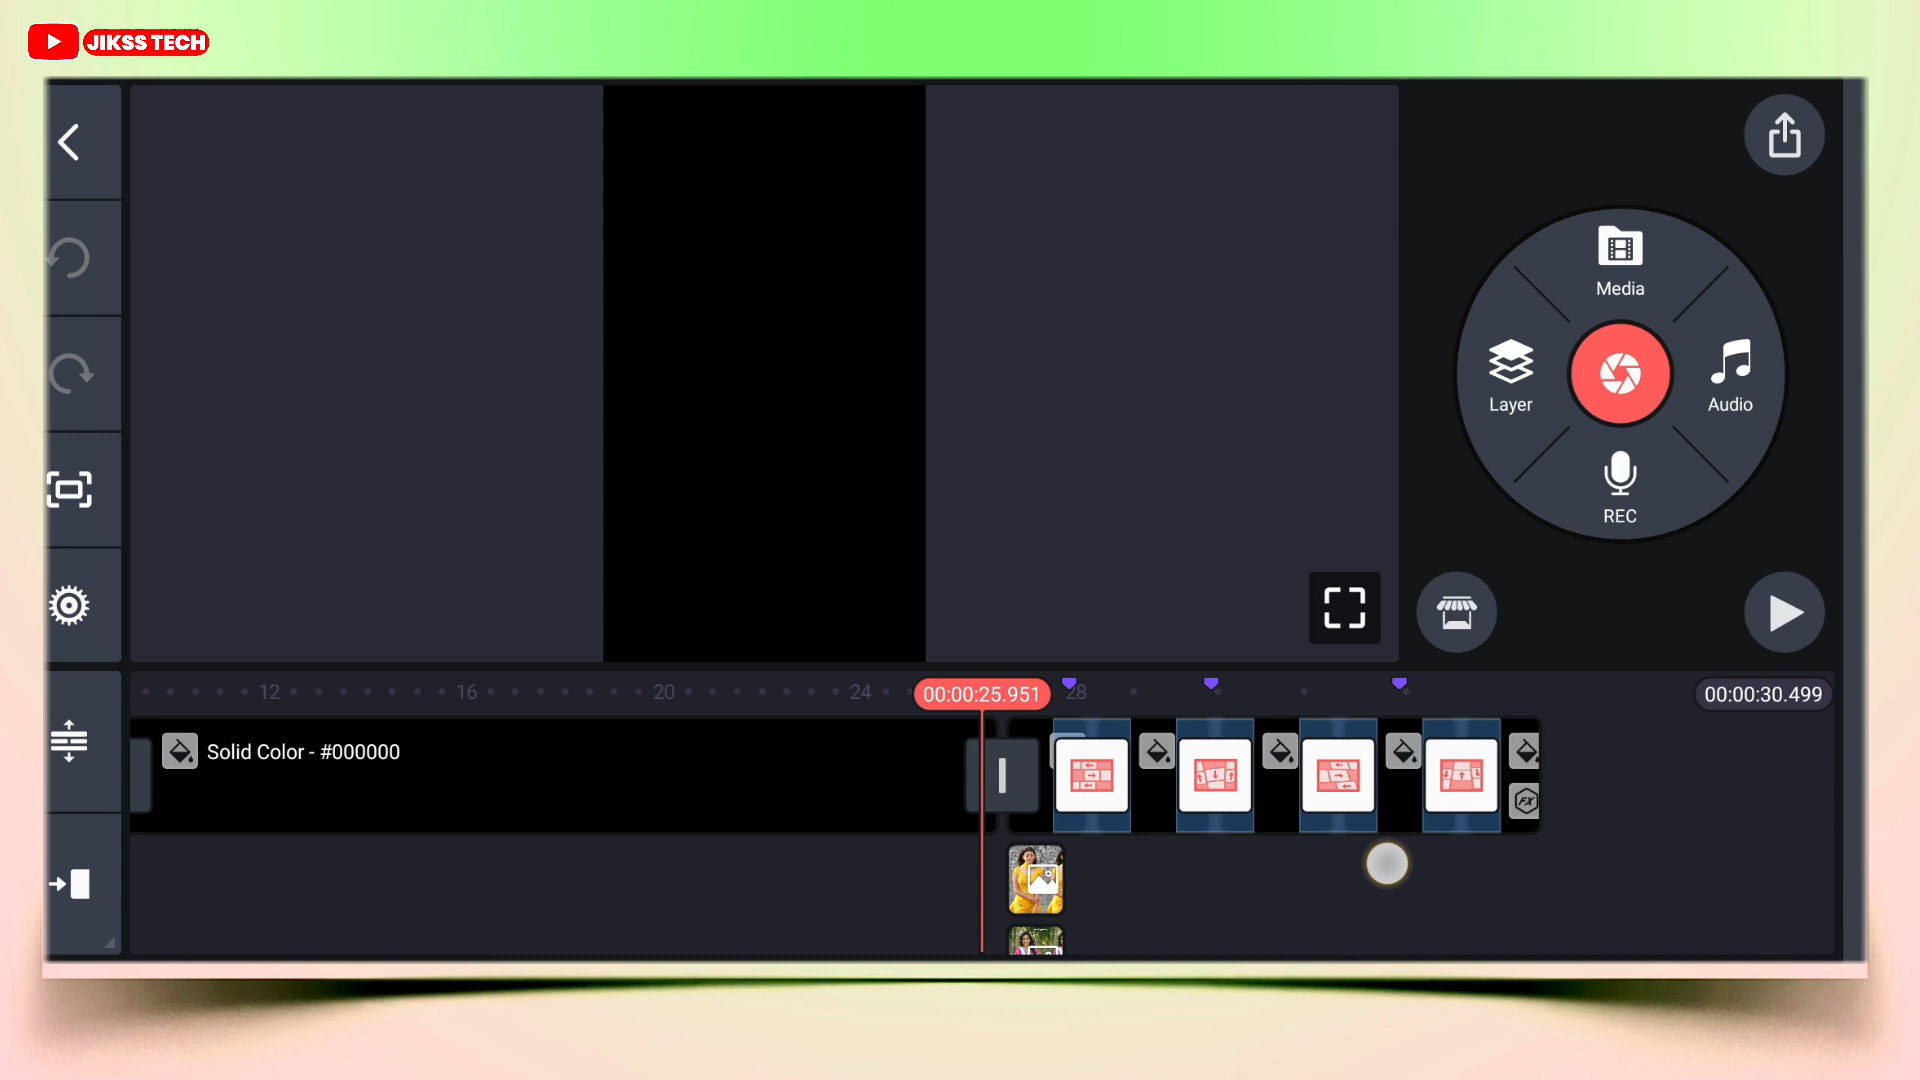 JIKSS TECH
Media
Layer
Audio
REC
12
16
20
24
00:00:25.951
28
00:00:30.499
Solid Color - #000000
FX